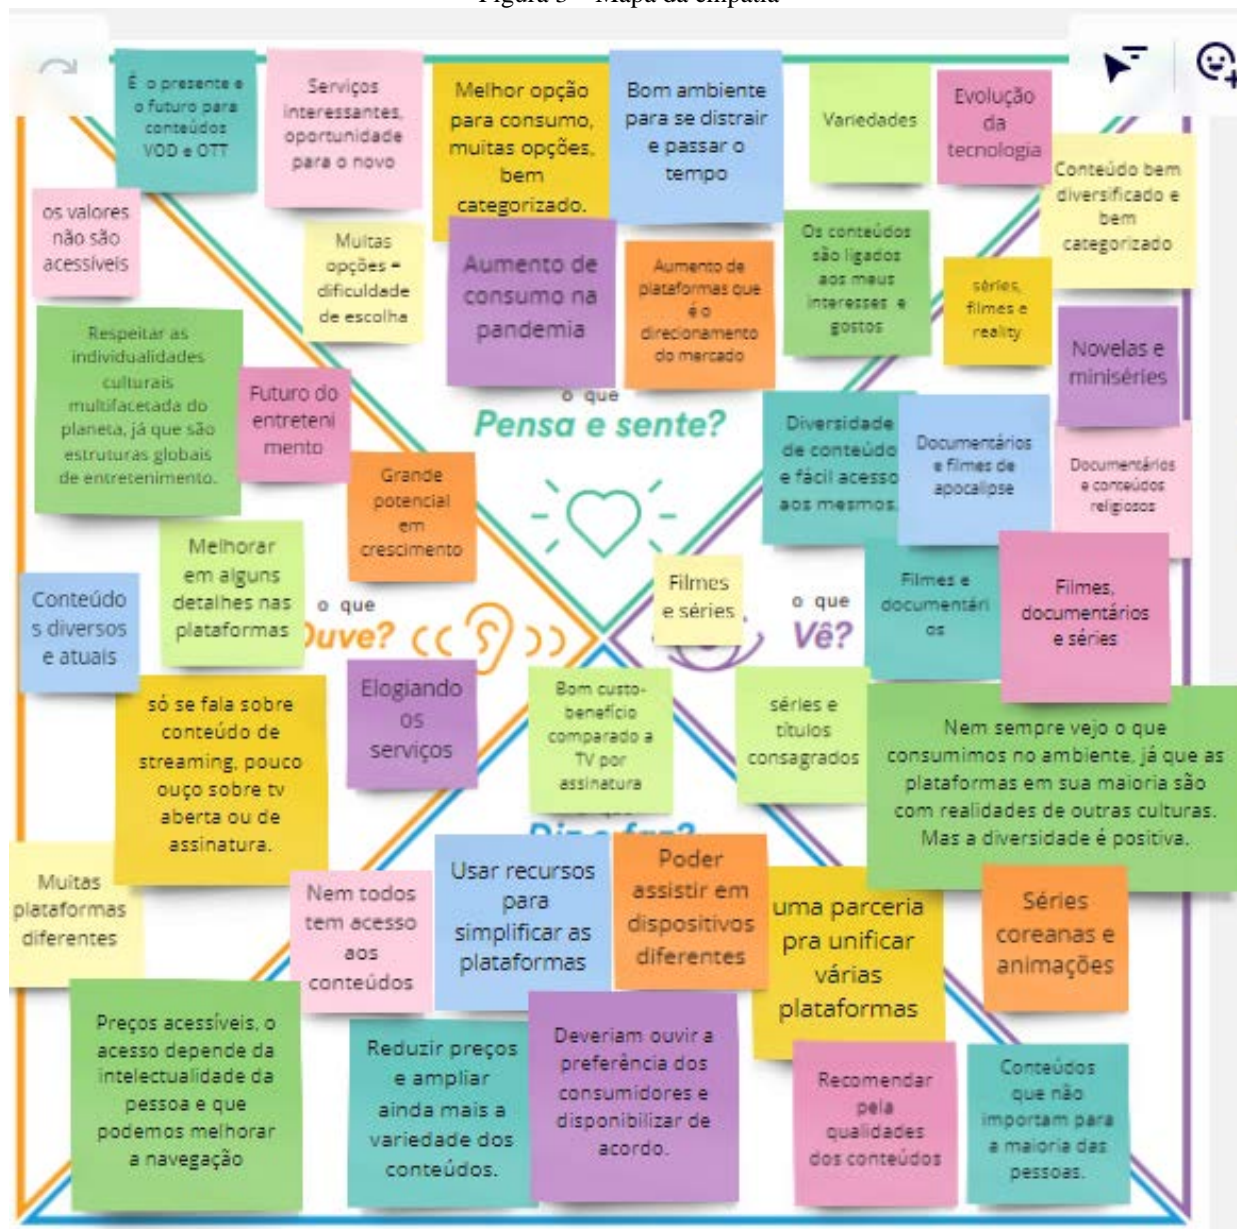 Figura 3 – Mapa da empatia
É o presente e
o futuro para
conteúdos
VOD e OTT
Serviços
interessantes,
oportunidade
para o novo
Melhor opção
para consumo,
muitas opções,
bem
categorizado.
Bom ambiente
para se distrair
e passar o
tempo
Variedades
Evolução
da
tecnologia
Conteúdo bem
diversificado e
bem
categorizado
os valores
não são
acessíveis
Muitas
opções =
dificuldade
de escolha
Aumento de
consumo na
pandemia
Aumento de
plataformas que
é o
direcionamento
do mercado
Os conteúdos
são ligados
aos meus
interesses e
gostos
séries,
filmes e
reality
Novelas e
miniséries
Respeitar as
individualidades
culturais
multifacetada do
planeta, já que são
estruturas globais
de entretenimento.
Futuro do
entreteni
mento
Grande
potencial
em
crescimento
o que
Pensa e sente?
Diversidade
de conteúdo
e fácil acesso
aos mesmos.
Documentários
e filmes de
apocalipse
Documentários
e conteúdos
religiosos
Melhorar
em alguns
detalhes nas
plataformas
Conteúdo
s diversos
e atuais
o que
Ouve?
Filmes
e séries
o que
Vê?
Filmes e
documentári
os
Filmes,
documentários
e séries
só se fala sobre
conteúdo de
streaming, pouco
ouço sobre tv
aberta ou de
assinatura.
Elogiando
os
serviços
Bom custo-
benefício
comparado a
TV por
assinatura
séries e
títulos
consagrados
Nem sempre vejo o que
consumimos no ambiente, já que as
plataformas em sua maioria são
com realidades de outras culturas.
Mas a diversidade é positiva.
Diz e faz?
Muitas
plataformas
diferentes
Nem todos
tem acesso
aos
conteúdos
Usar recursos
para
simplificar as
plataformas
Poder
assistir em
dispositivos
diferentes
uma parceria
pra unificar
várias
plataformas
Séries
coreanas e
animações
Preços acessíveis, o
acesso depende da
intelectualidade da
pessoa e que
podemos melhorar
a navegação
Reduzir preços
e ampliar
ainda mais a
variedade dos
conteúdos.
Deveriam ouvir a
preferência dos
consumidores e
disponibilizar de
acordo.
Recomendar
pela
qualidades
dos conteúdos
Conteúdos
que não
importam para
a maioria das
pessoas.